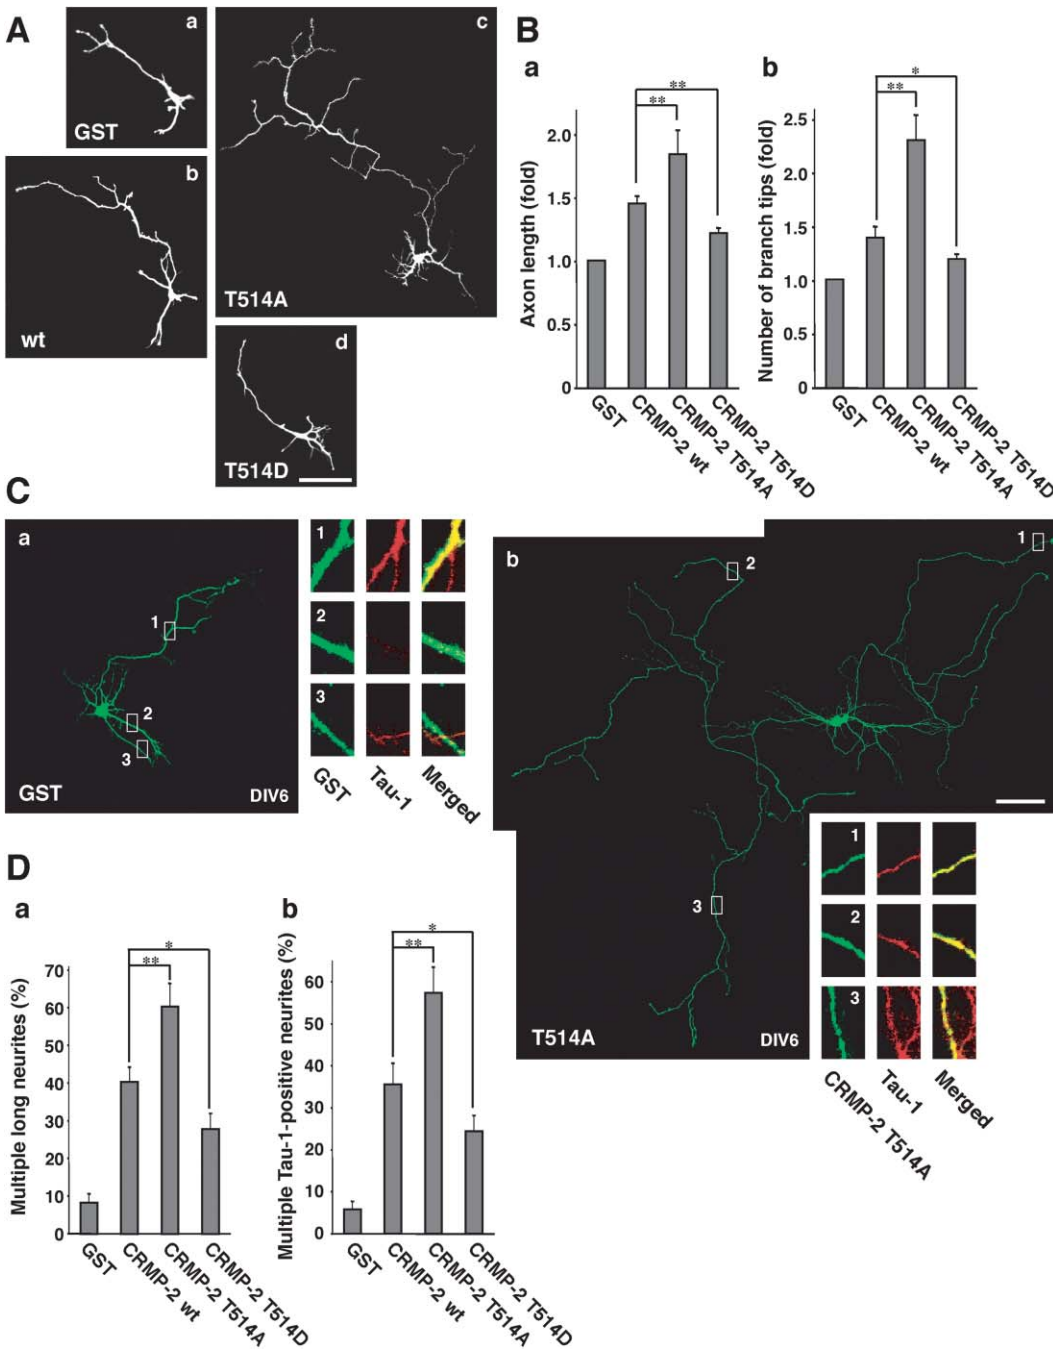 A
a
GST
b
wt
c
T514A
d
T514D
B
a
Axon length (fold)
2.0
1.5
1.0
0.5
0
**
**
GST
CRMP-2 wt
CRMP-2 T514A
CRMP-2 T514D
b
Number of branch tips (fold)
2.5
2.0
1.5
1.0
0.5
0
*
**
GST
CRMP-2 wt
CRMP-2 T514A
CRMP-2 T514D
C
a
1
2
3
GST
DIV6
1
2
3
GST
Tau-1
Merged
b
1
2
3
T514A
DIV6
1
2
3
CRMP-2 T514A
Tau-1
Merged
D
a
Multiple long neurites (%)
70
60
50
40
30
20
10
0
*
**
GST
CRMP-2 wt
CRMP-2 T514A
CRMP-2 T514D
b
Multiple Tau-1-positive neurites (%)
60
50
40
30
20
10
0
*
**
GST
CRMP-2 wt
CRMP-2 T514A
CRMP-2 T514D